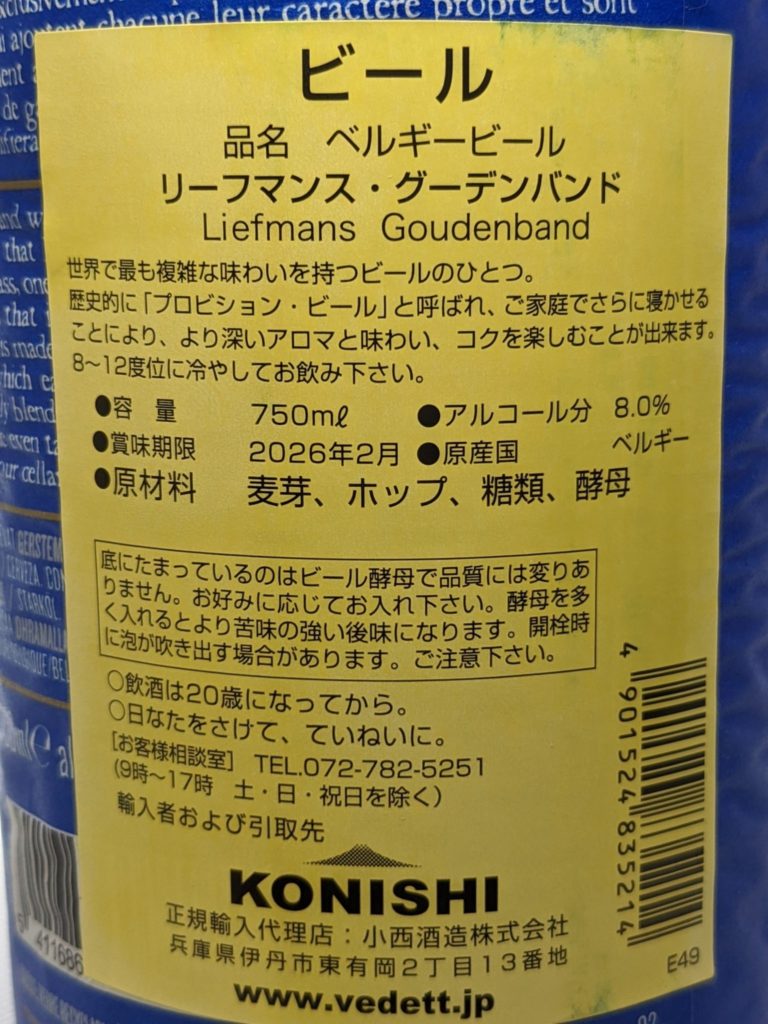 ajoutent chacune leur caractère propre et sont
ビール
品名 ベルギービール
リーフマンス・グーデンバンド
Liefmans Goudenband
世界で最も複雑な味わいを持つビールのひとつ。
歴史的に「プロビション・ビール」と呼ばれ、ご家庭でさらに寝かせる
ことにより、より深いアロマと味わい、コクを楽しむことが出来ます。
8〜12度位に冷やしてお飲み下さい。
●容 量 750mℓ ●アルコール分 8.0%
●賞味期限 2026年2月 ●原産国 ベルギー
●原材料 麦芽、ホップ、糖類、酵母
底にたまっているのはビール酵母で品質には変りあ
りません。お好みに応じてお入れ下さい。酵母を多
く入れるとより苦味の強い後味になります。開栓時
に泡が吹き出す場合があります。ご注意下さい。
○飲酒は20歳になってから。
○日なたをさけて、ていねいに。
[お客様相談室] TEL.072-782-5251
(9時〜17時 土・日・祝日を除く)
輸入者および引取先
KONISHI
正規輸入代理店:小西酒造株式会社
兵庫県伊丹市東有岡2丁目13番地
www.vedett.jp
4 901524 835214
E49
5 411686